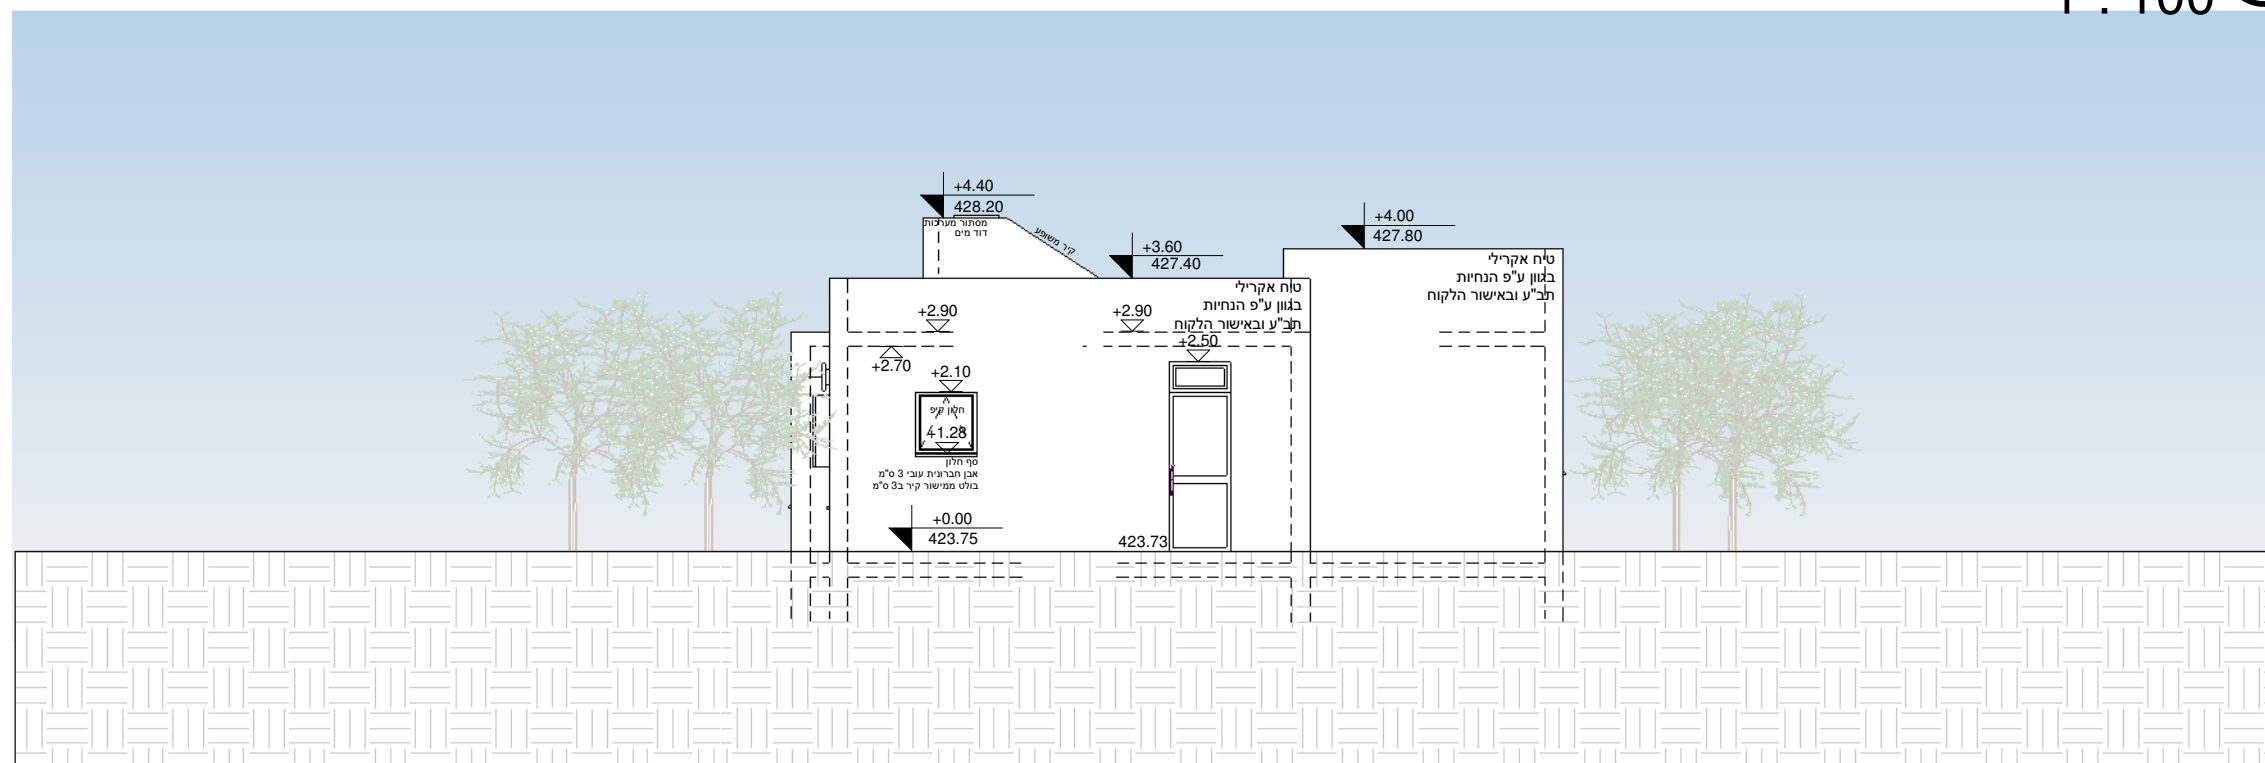 1 : 100
+4.40
428.20
מסתור מערכות
דוד מים
קיר משופע
+3.60
427.40
+4.00
427.80
טיח אקרילי
בגוון ע"פ הנחיות
תב"ע ובאישור הלקוח
טיח אקרילי
בגוון ע"פ הנחיות
תב"ע ובאישור הלקוח
+2.90
+2.90
+2.50
+2.70
+2.10
חלון קיפ
+1.28
סף חלון
אבן חברונית עובי 3 ס"מ
בולט ממישור קיר ב3 ס"מ
+0.00
423.75
423.73